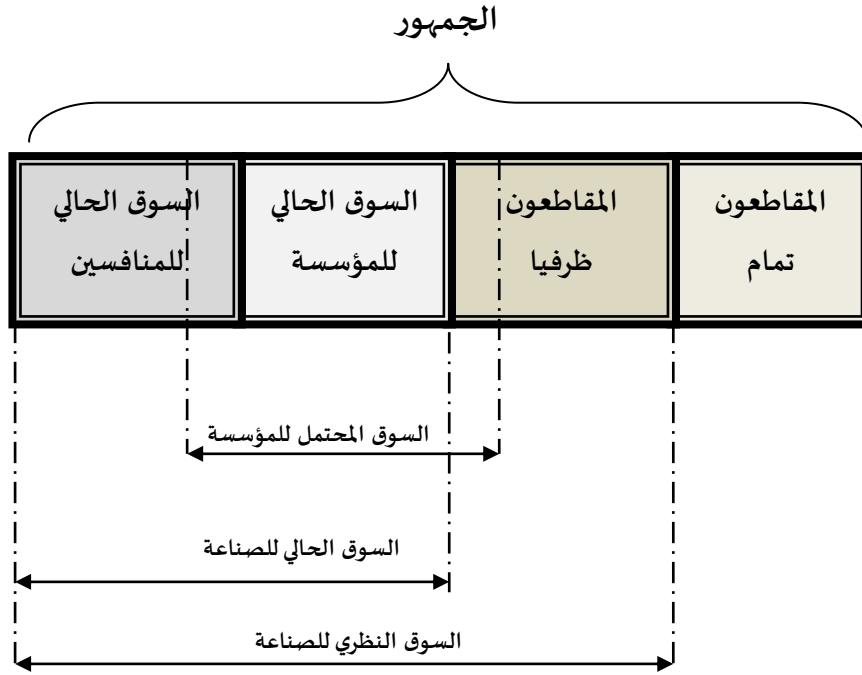 الجمهور
المقاطعون
تمام
المقاطعون
ظرفيا
السوق الحالي
للمؤسسة
السوق الحالي
للمنافسين
السوق المحتمل للمؤسسة
السوق الحالي للصناعة
السوق النظري للصناعة